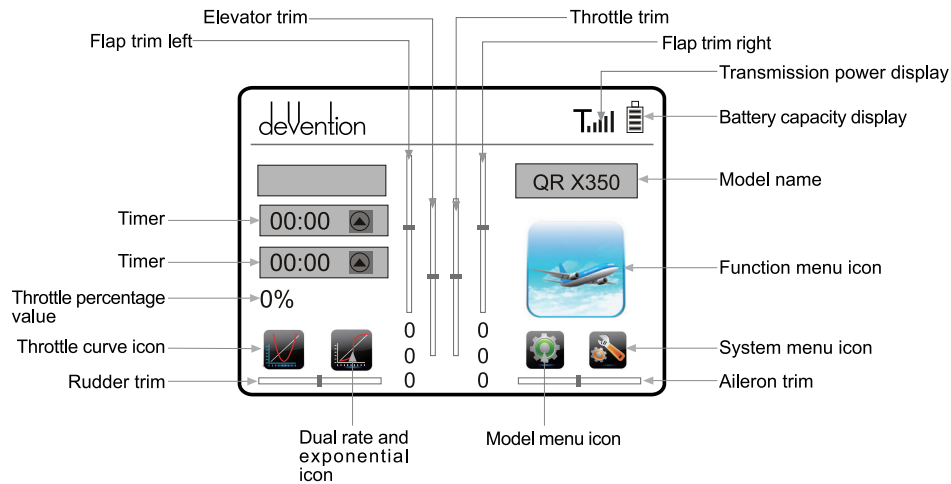 Elevator trim
Throttle trim
Flap trim left
Flap trim right
Transmission power display
deVention
T
Battery capacity display
QR X350
Model name
Timer
00:00
Timer
00:00
Function menu icon
Throttle percentage
value
0%
0
0
Throttle curve icon
0
0
System menu icon
Rudder trim
0
0
Aileron trim
Dual rate and
exponential
icon
Model menu icon